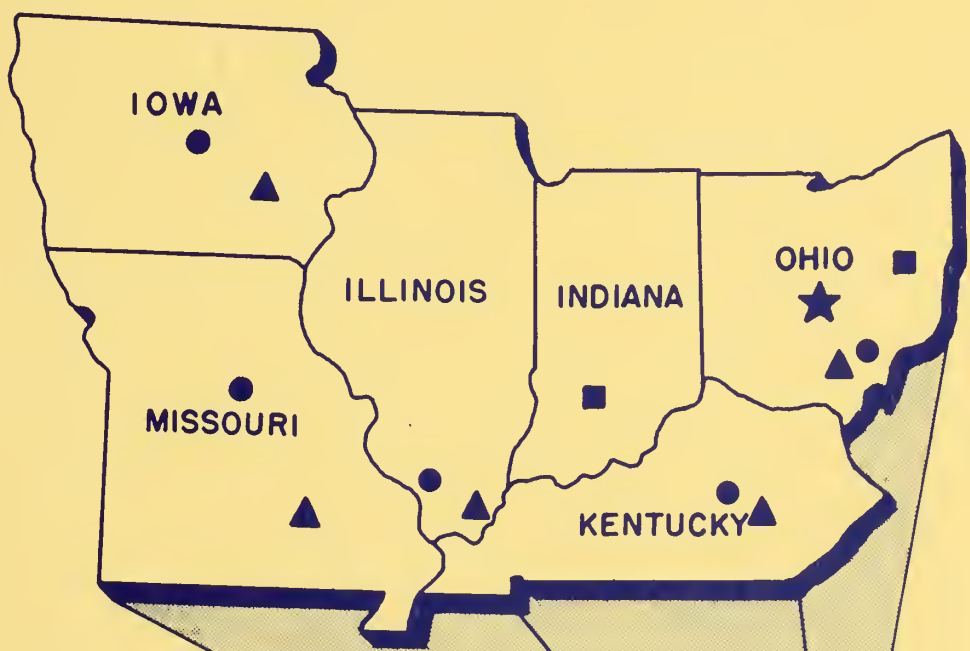 IOWA
OHIO
ILLINOIS
INDIANA
MISSOURI
KENTUCKY